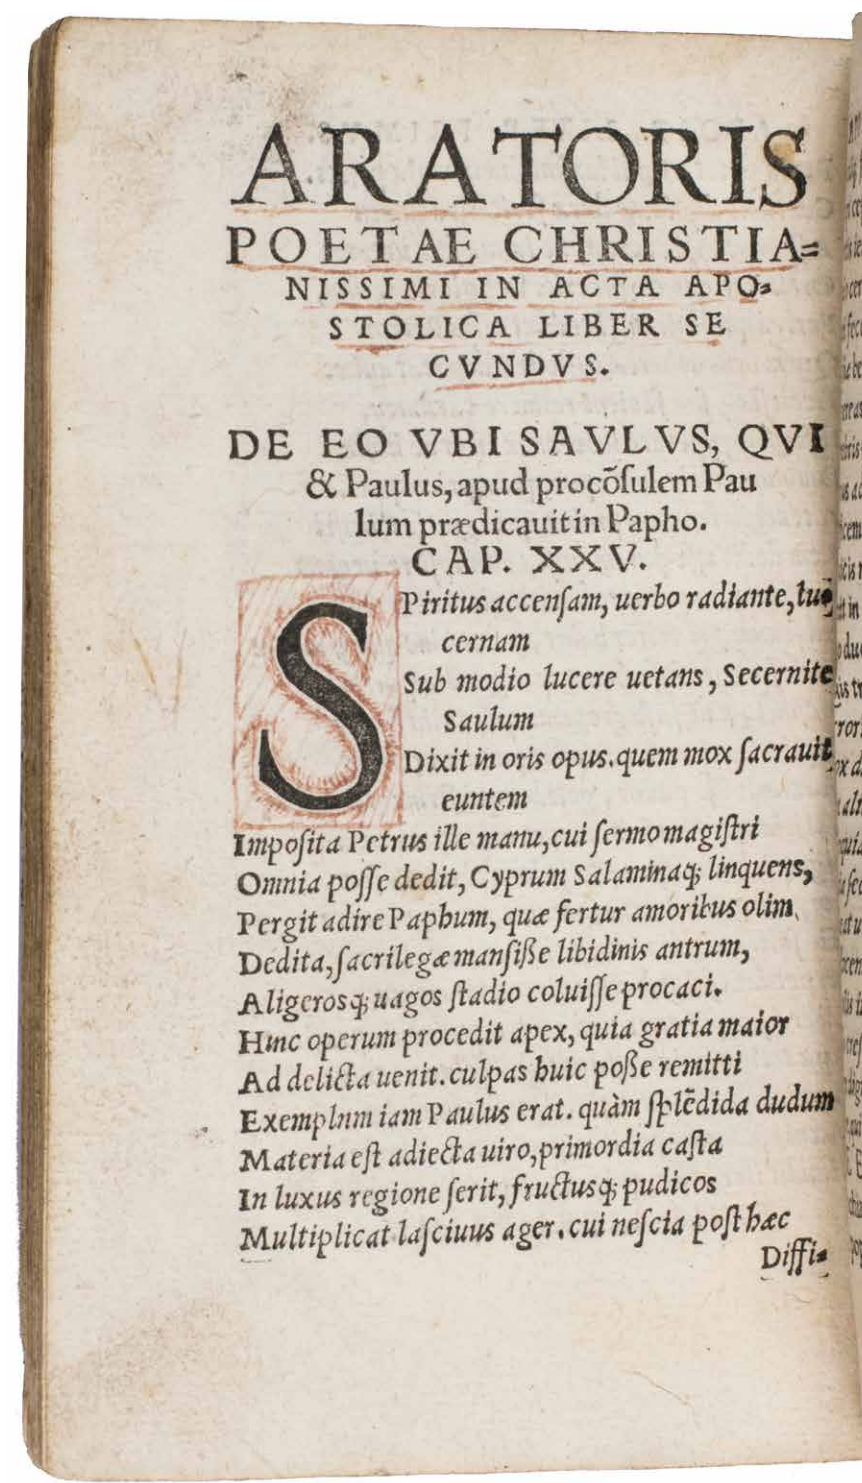 ARATORIS
POETAE CHRISTIA=
NISSIMI IN ACTA APO=
STOLICA LIBER SE
CVNDVS.
DE EO VBI SAVLVS, QVI
& Paulus, apud procõſulem Pau
lum prædicauit in Papho.
CAP. XXV.
SPiritus accenſam, uerbo radiante, lu=
cernam
Sub modio lucere uetans, Secernite
Saulum
Dixit in oris opus. quem mox ſacrauit
euntem
Impoſita Petrus ille manu, cui ſermo magiſtri
Omnia poſſe dedit, Cyprum Salaminaq; linquens,
Pergit adire Paphum, quæ fertur amoribus olim
Dedita, ſacrilegæ manſiſſe libidinis antrum,
Aligerosq; uagos ſtadio coluiſſe procaci.
Hinc operum procedit apex, quia gratia maior
Ad delicta uenit. culpas huic poſſe remitti
Exemplum iam Paulus erat. quàm ſplẽdida dudum
Materia eſt adiecta uiro, primordia caſta
In luxus regione ſerit, fructusq; pudicos
Multiplicat laſciuus ager. cui neſcia poſt hæc
Diffi=